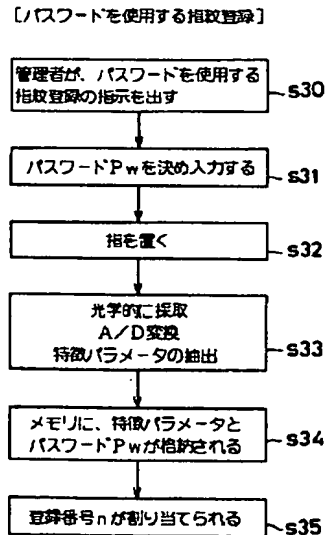 [パスワードを使用する指紋登録]
管理者が、パスワードを使用する
指紋登録の指示を出す
s30
パスワードPwを決め入力する
s31
指を置く
s32
光学的に採取
A/D変換
特徴パラメータの抽出
s33
メモリに、特徴パラメータと
パスワードPwが格納される
s34
登録番号nが割り当てられる
s35